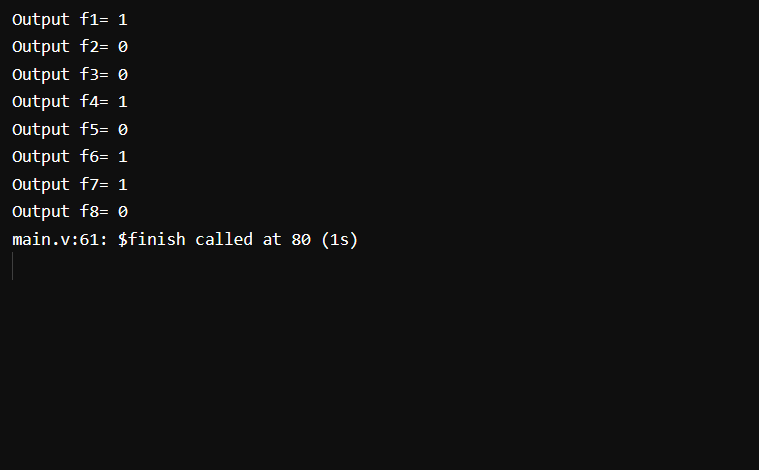 Output f1= 1
Output f2= 0
Output f3= 0
Output f4= 1
Output f5= 0
Output f6= 1
Output f7= 1
Output f8= 0
main.v:61: $finish called at 80 (1s)